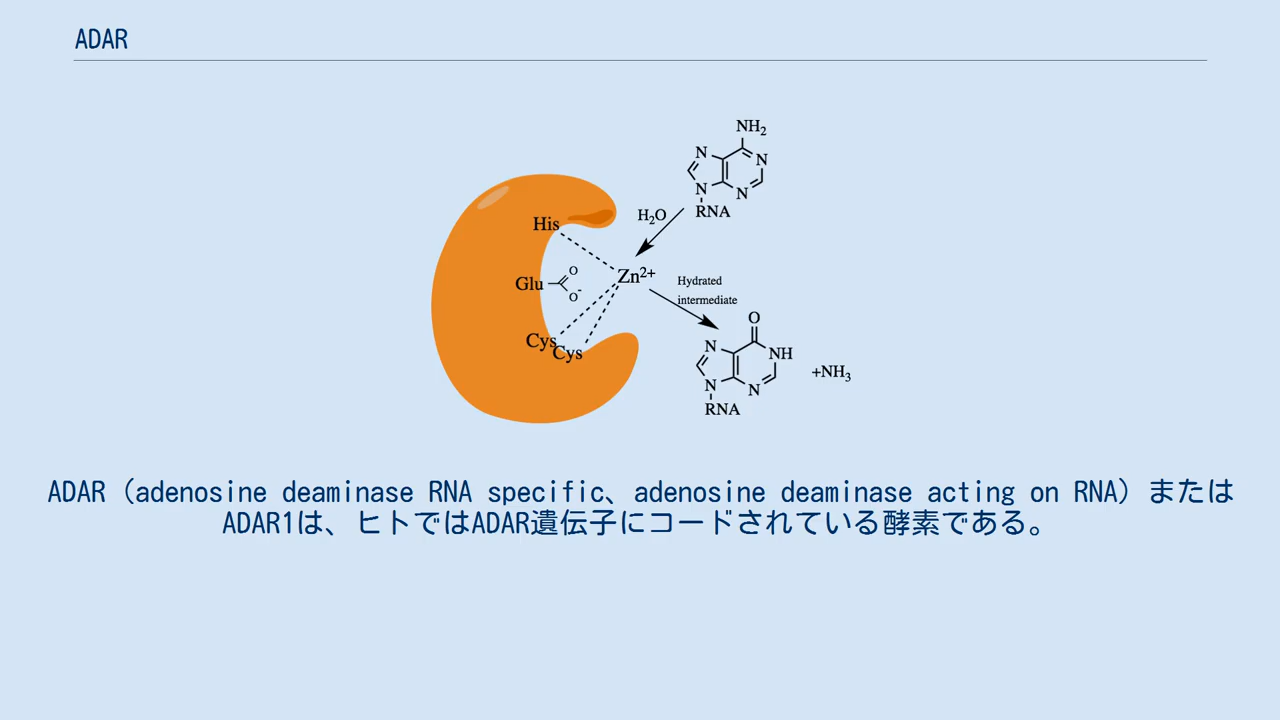 ADAR
NH₂
N
N
N
N
RNA
H₂O
His
Zn²⁺
Glu
O
O⁻
Hydrated
intermediate
O
N
NH
N
N
RNA
+NH₃
Cys
Cys
ADAR（adenosine deaminase RNA specific、adenosine deaminase acting on RNA）または
ADAR1は、ヒトではADAR遺伝子にコードされている酵素である。